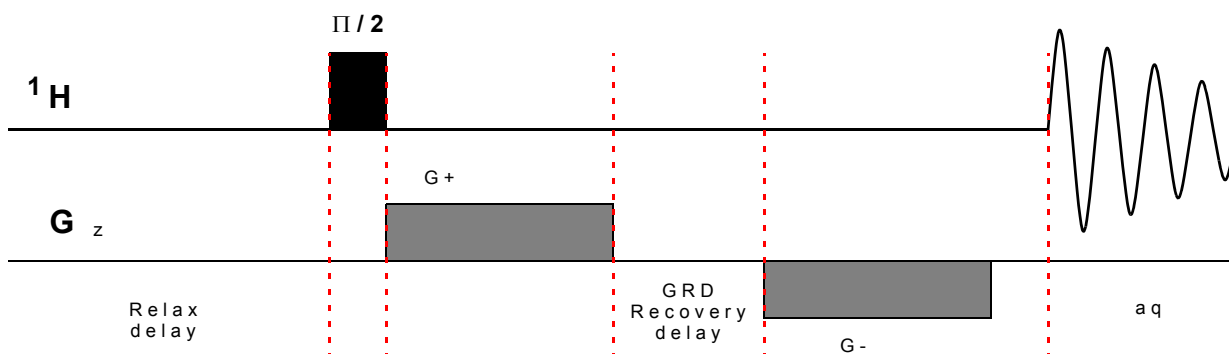 Π / 2
1 H
G+
G z
Relax
delay
GRD
Recovery
delay
aq
G-